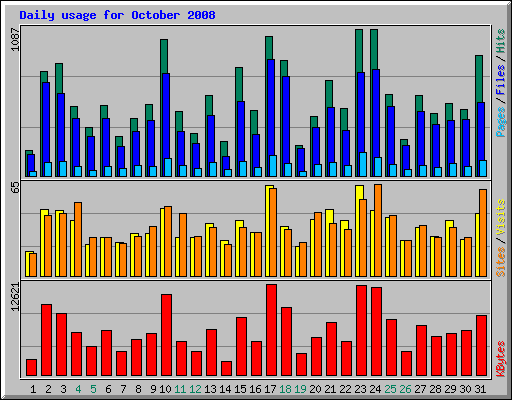 Daily usage for October 2008
1087
Pages / Files / Hits
65
Sites / Visits
12621
KBytes
1 2 3 4 5 6 7 8 9 10 11 12 13 14 15 16 17 18 19 20 21 22 23 24 25 26 27 28 29 30 31